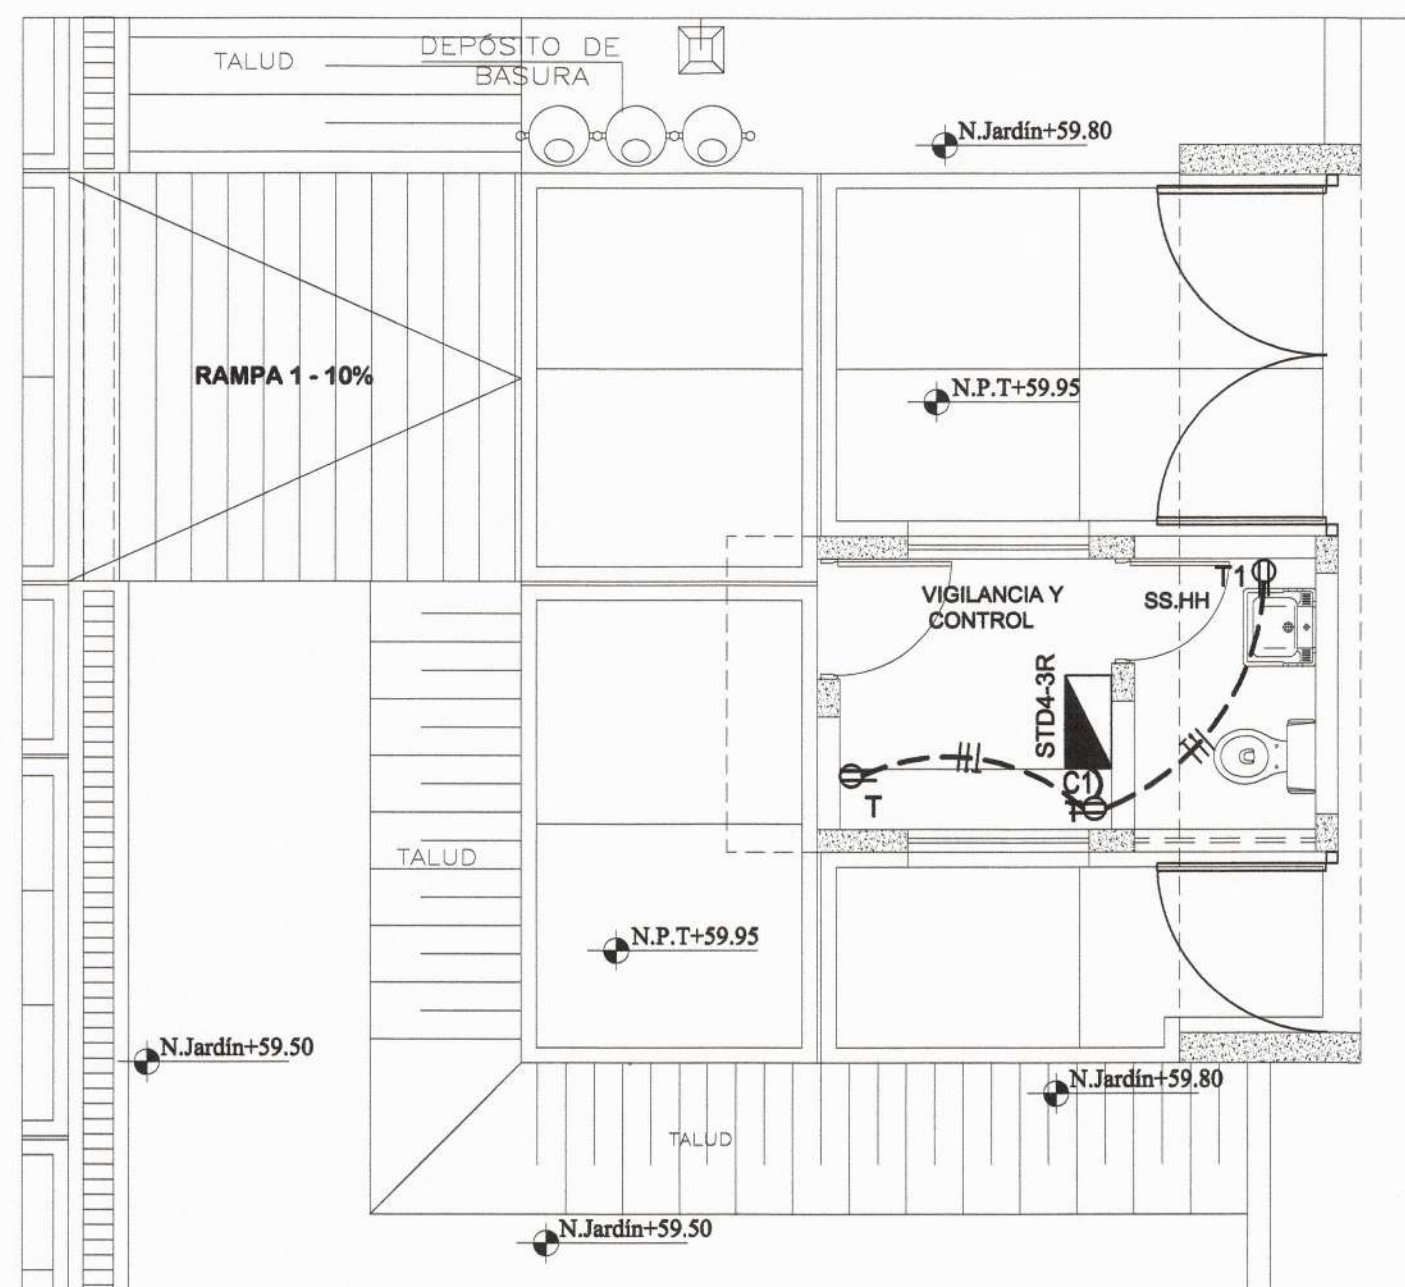 TALUD
DEPÓSITO DE
BASURA
N.Jardín+59.80
RAMPA 1 - 10%
N.P.T+59.95
VIGILANCIA Y
CONTROL
SS.HH
T1
STD4-3R
C1
T
T
TALUD
N.P.T+59.95
N.Jardín+59.50
N.Jardín+59.80
TALUD
N.Jardín+59.50